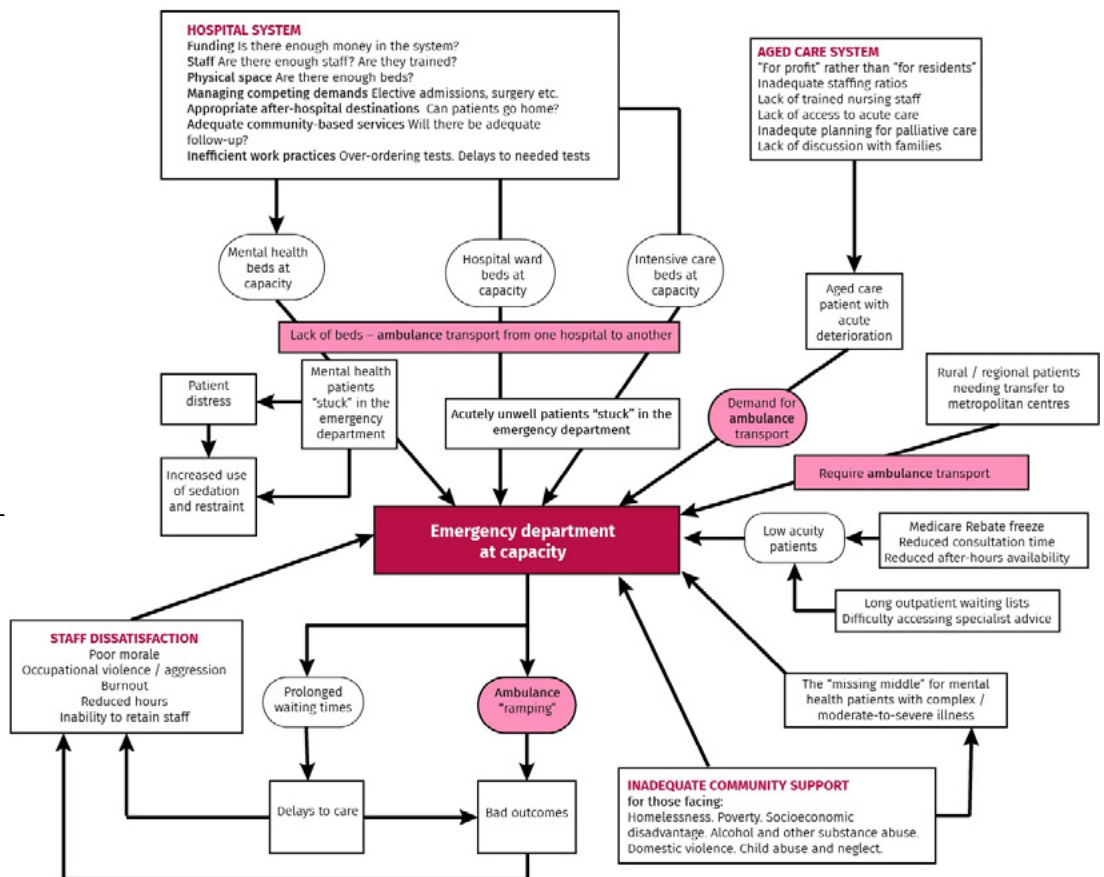 HOSPITAL SYSTEM
Funding Is there enough money in the system?
Staff Are there enough staff? Are they trained?
Physical space Are there enough beds?
Managing competing demands Elective admissions, surgery etc.
Appropriate after-hospital destinations Can patients go home?
Adequate community-based services Will there be adequate
follow-up?
Inefficient work practices Over-ordering tests. Delays to needed tests
AGED CARE SYSTEM
"For profit" rather than "for residents"
Inadequate staffing ratios
Lack of trained nursing staff
Lack of access to acute care
Inadequte planning for palliative care
Lack of discussion with families
Mental health
beds at
capacity
Hospital ward
beds at
capacity
Intensive care
beds at
capacity
Aged care
patient with
acute
deterioration
Lack of beds – ambulance transport from one hospital to another
Patient
distress
Mental health
patients
"stuck" in the
emergency
department
Acutely unwell patients "stuck" in the
emergency department
Demand for
ambulance
transport
Rural / regional patients
needing transfer to
metropolitan centres
Increased use
of sedation
and restraint
Require ambulance transport
Emergency department
at capacity
Low acuity
patients
Medicare Rebate freeze
Reduced consultation time
Reduced after-hours availability
Long outpatient waiting lists
Difficulty accessing specialist advice
STAFF DISSATISFACTION
Poor morale
Occupational violence / aggression
Burnout
Reduced hours
Inability to retain staff
Prolonged
waiting times
Ambulance
"ramping"
The "missing middle" for mental
health patients with complex /
moderate-to-severe illness
Delays to care
Bad outcomes
INADEQUATE COMMUNITY SUPPORT
for those facing:
Homelessness. Poverty. Socioeconomic
disadvantage. Alcohol and other substance abuse.
Domestic violence. Child abuse and neglect.